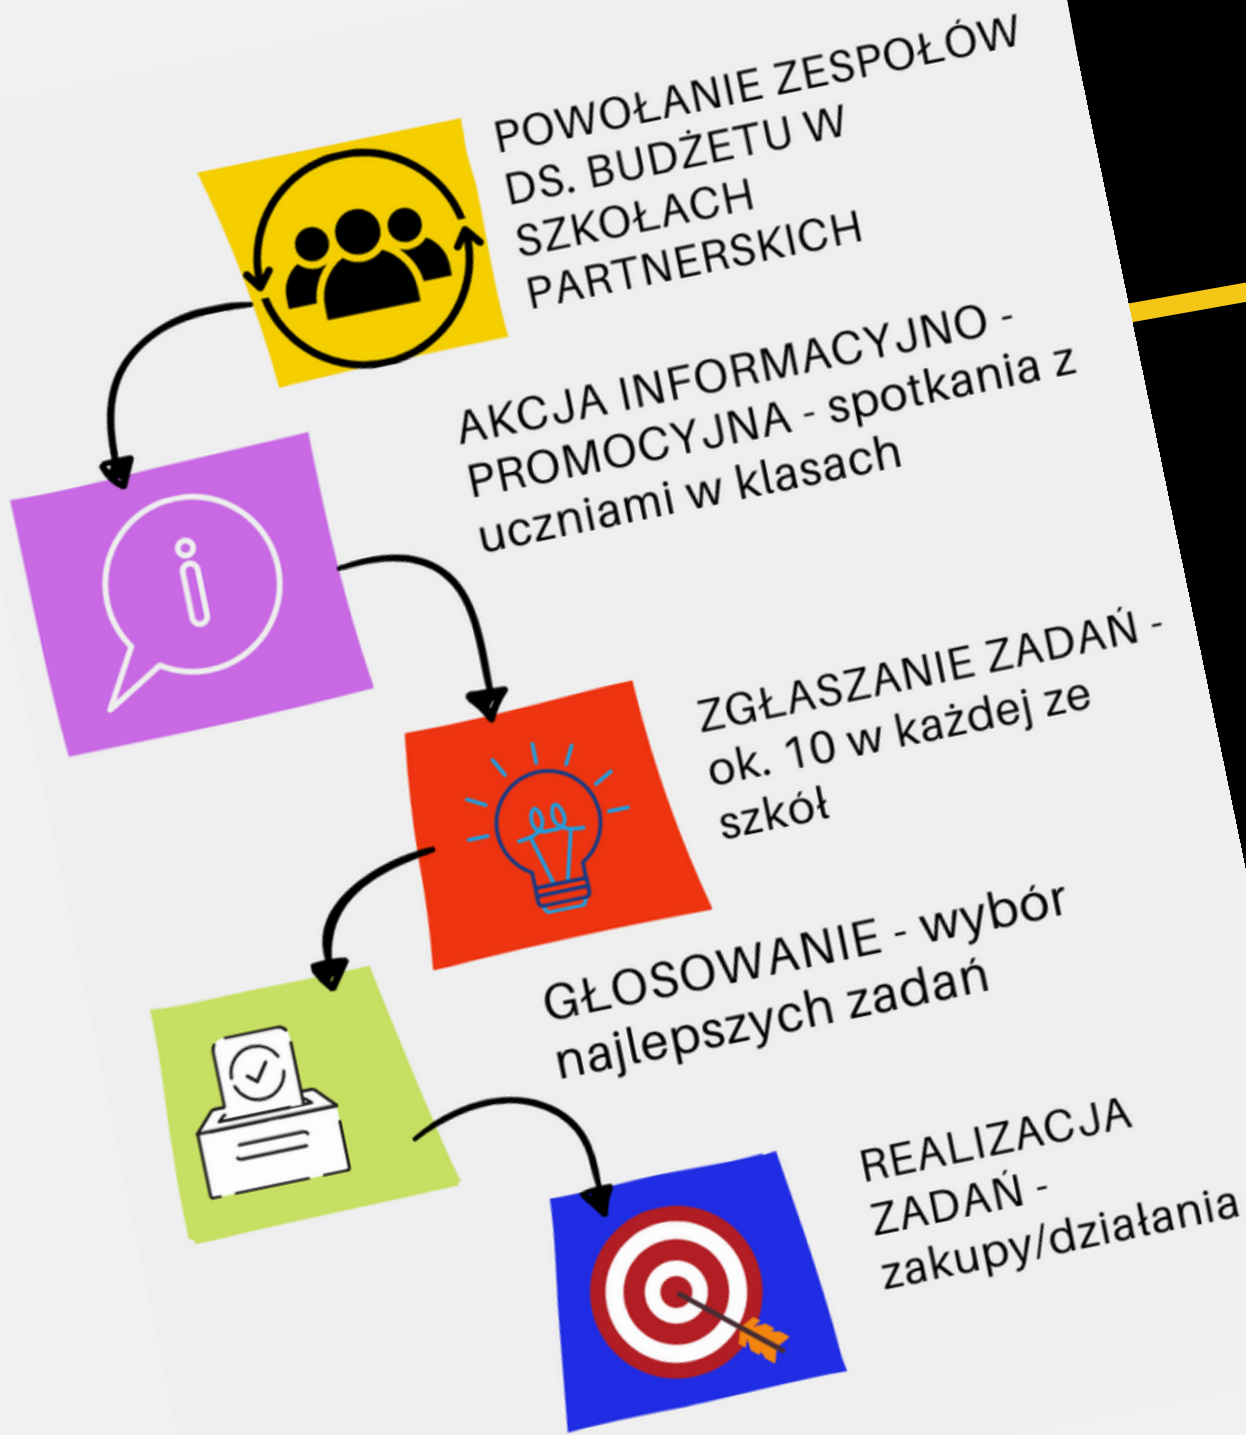 POWOŁANIE ZESPOŁÓW
DS. BUDŻETU W
SZKOŁACH
PARTNERSKICH
AKCJA INFORMACYJNO -
PROMOCYJNA - spotkania z
uczniami w klasach
ZGŁASZANIE ZADAŃ -
ok. 10 w każdej ze
szkół
GŁOSOWANIE - wybór
najlepszych zadań
REALIZACJA
ZADAŃ -
zakupy/działania